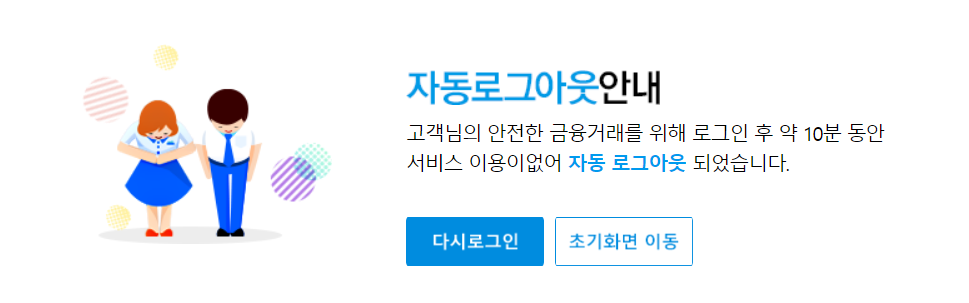 자동로그아웃안내
고객님의 안전한 금융거래를 위해 로그인 후 약 10분 동안
서비스 이용이없어 자동 로그아웃 되었습니다.
다시로그인
초기화면 이동